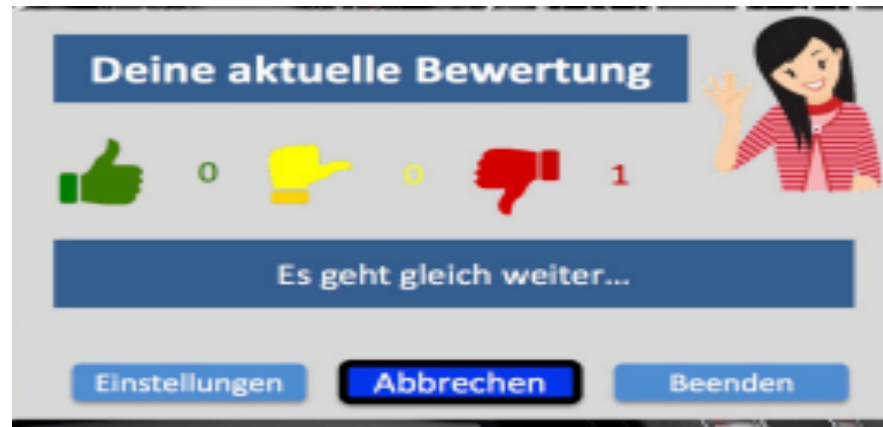 Deine aktuelle Bewertung
0 0 1
Es geht gleich weiter...
Einstellungen Abbrechen Beenden